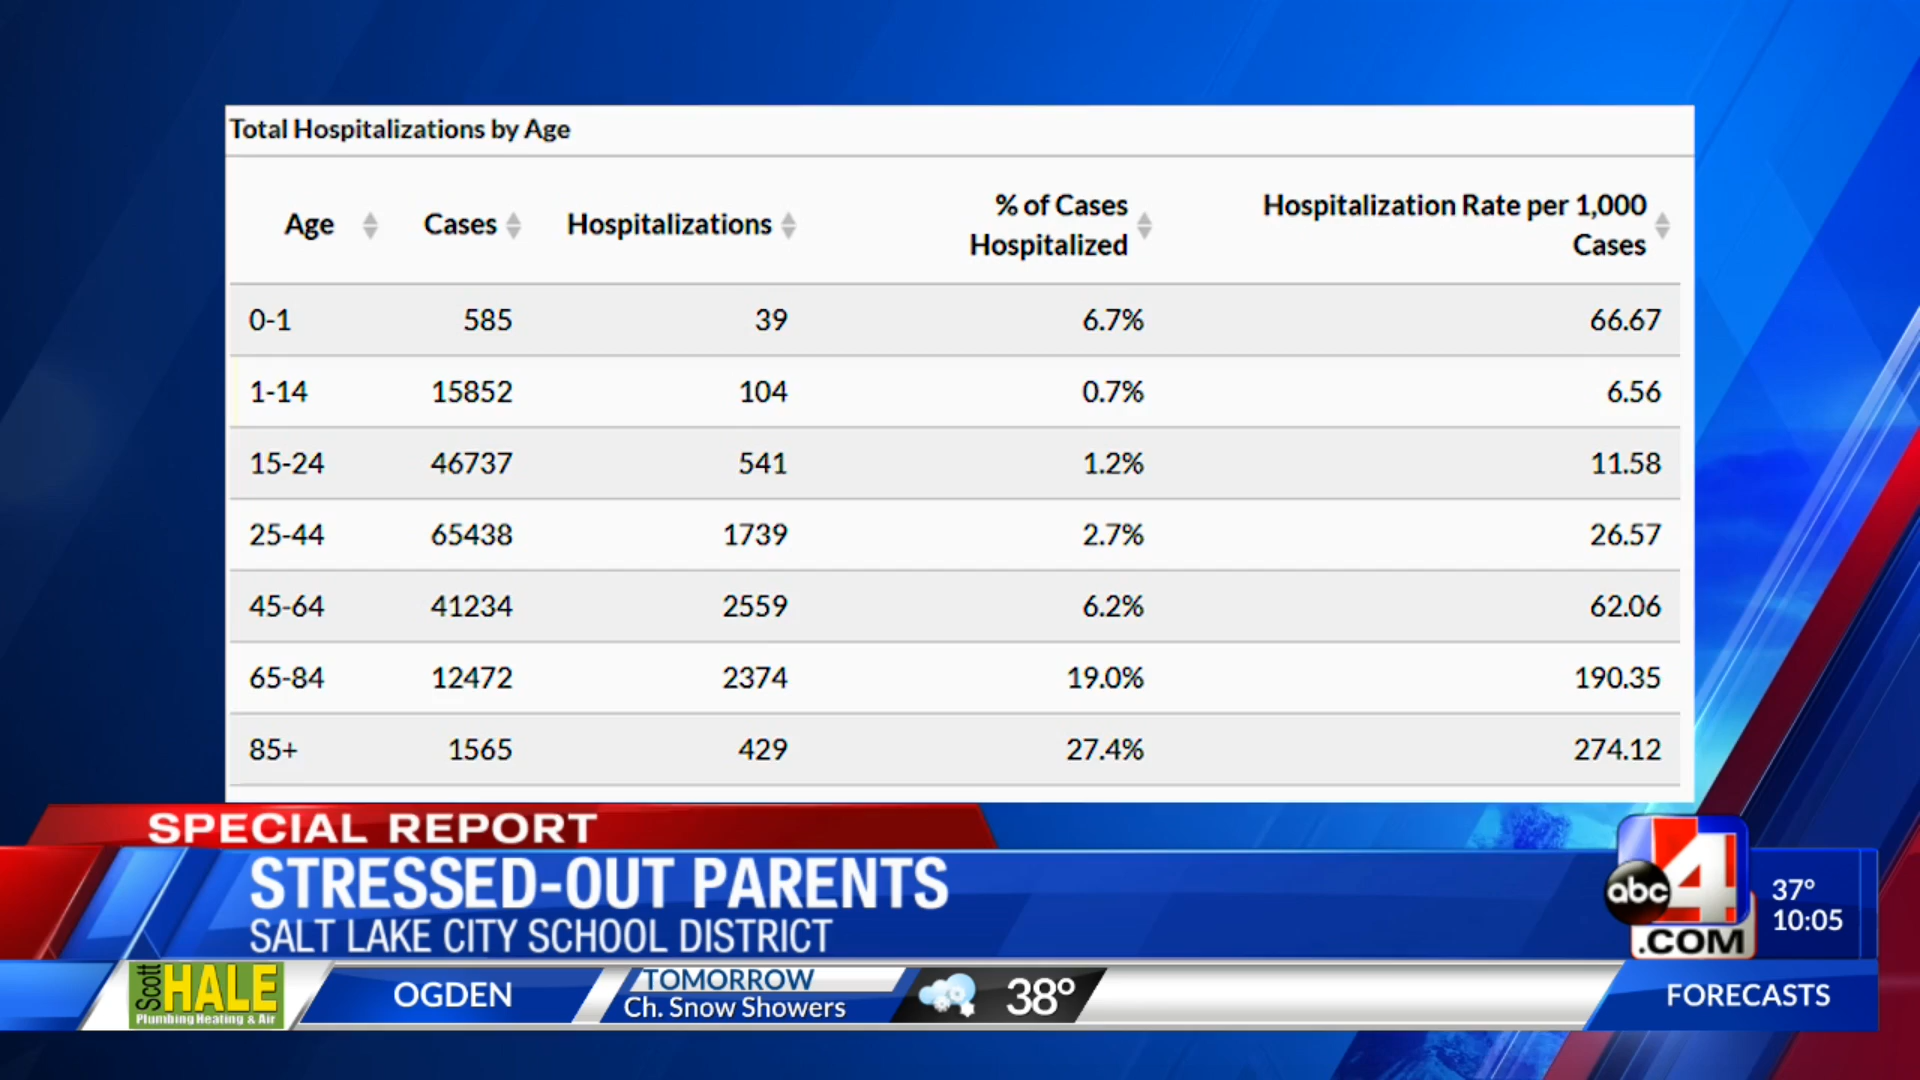 Total Hospitalizations by Age
Age Cases Hospitalizations % of Cases Hospitalized Hospitalization Rate per 1,000 Cases
0-1 585 39 6.7% 66.67
1-14 15852 104 0.7% 6.56
15-24 46737 541 1.2% 11.58
25-44 65438 1739 2.7% 26.57
45-64 41234 2559 6.2% 62.06
65-84 12472 2374 19.0% 190.35
85+ 1565 429 27.4% 274.12
SPECIAL REPORT
STRESSED-OUT PARENTS
SALT LAKE CITY SCHOOL DISTRICT
abc 4
.COM
37°
10:05
Scott HALE
Plumbing Heating & Air
OGDEN
TOMORROW
Ch. Snow Showers
38°
FORECASTS